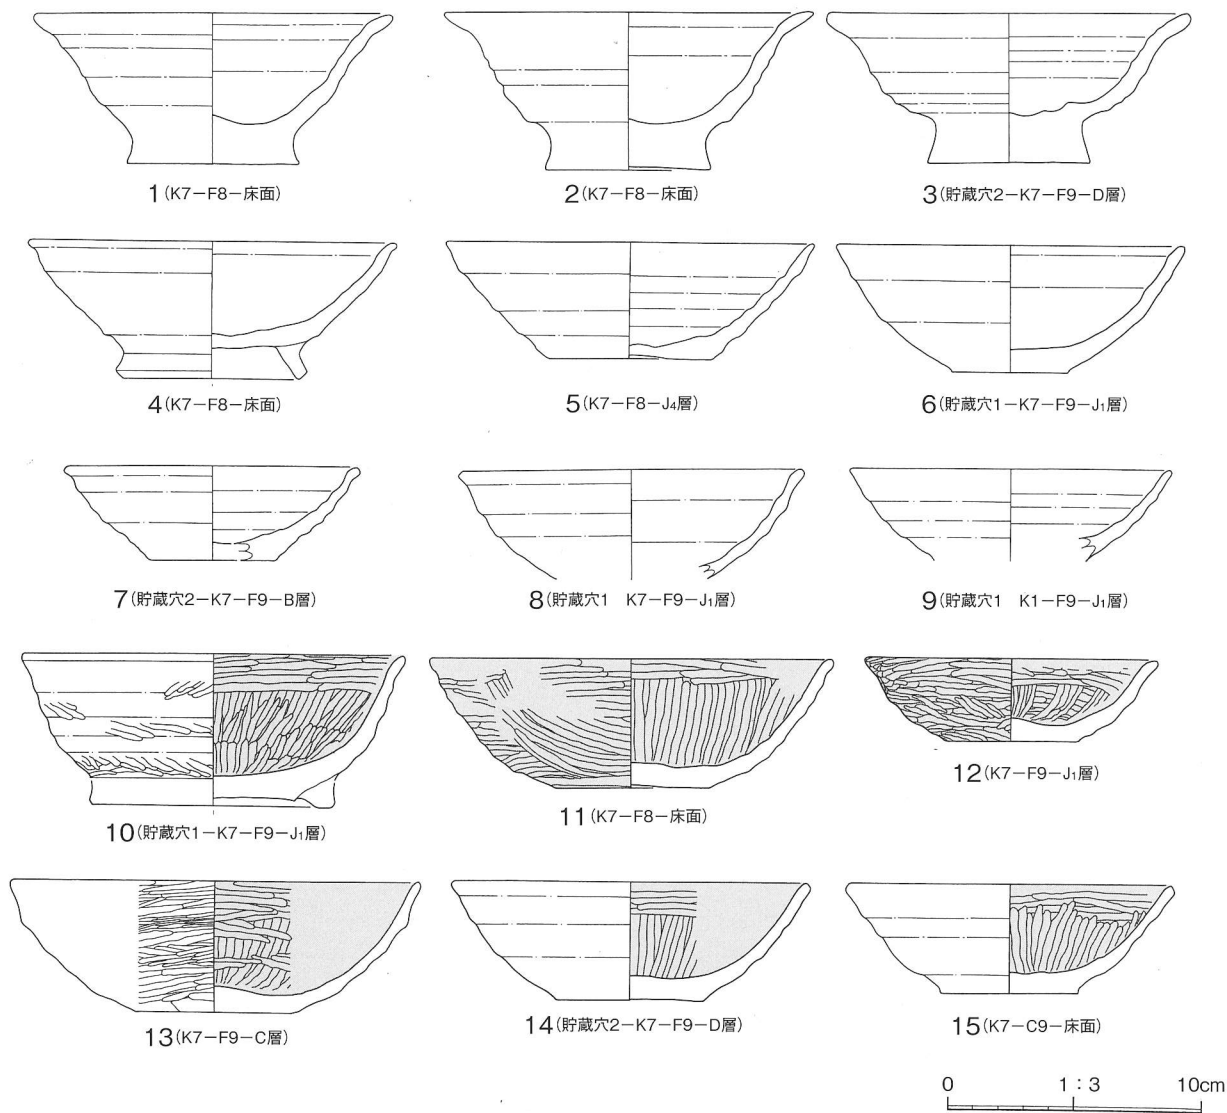 1(K7−F8−床面)
2(K7−F8−床面)
3(貯蔵穴2−K7−F9−D層)
4(K7−F8−床面)
5(K7−F8−J₄層)
6(貯蔵穴1−K7−F9−J₁層)
7(貯蔵穴2−K7−F9−B層)
8(貯蔵穴1 K7−F9−J₁層)
9(貯蔵穴1 K1−F9−J₁層)
10(貯蔵穴1−K7−F9−J₁層)
11(K7−F8−床面)
12(K7−F9−J₁層)
13(K7−F9−C層)
14(貯蔵穴2−K7−F9−D層)
15(K7−C9−床面)
0 1:3 10cm